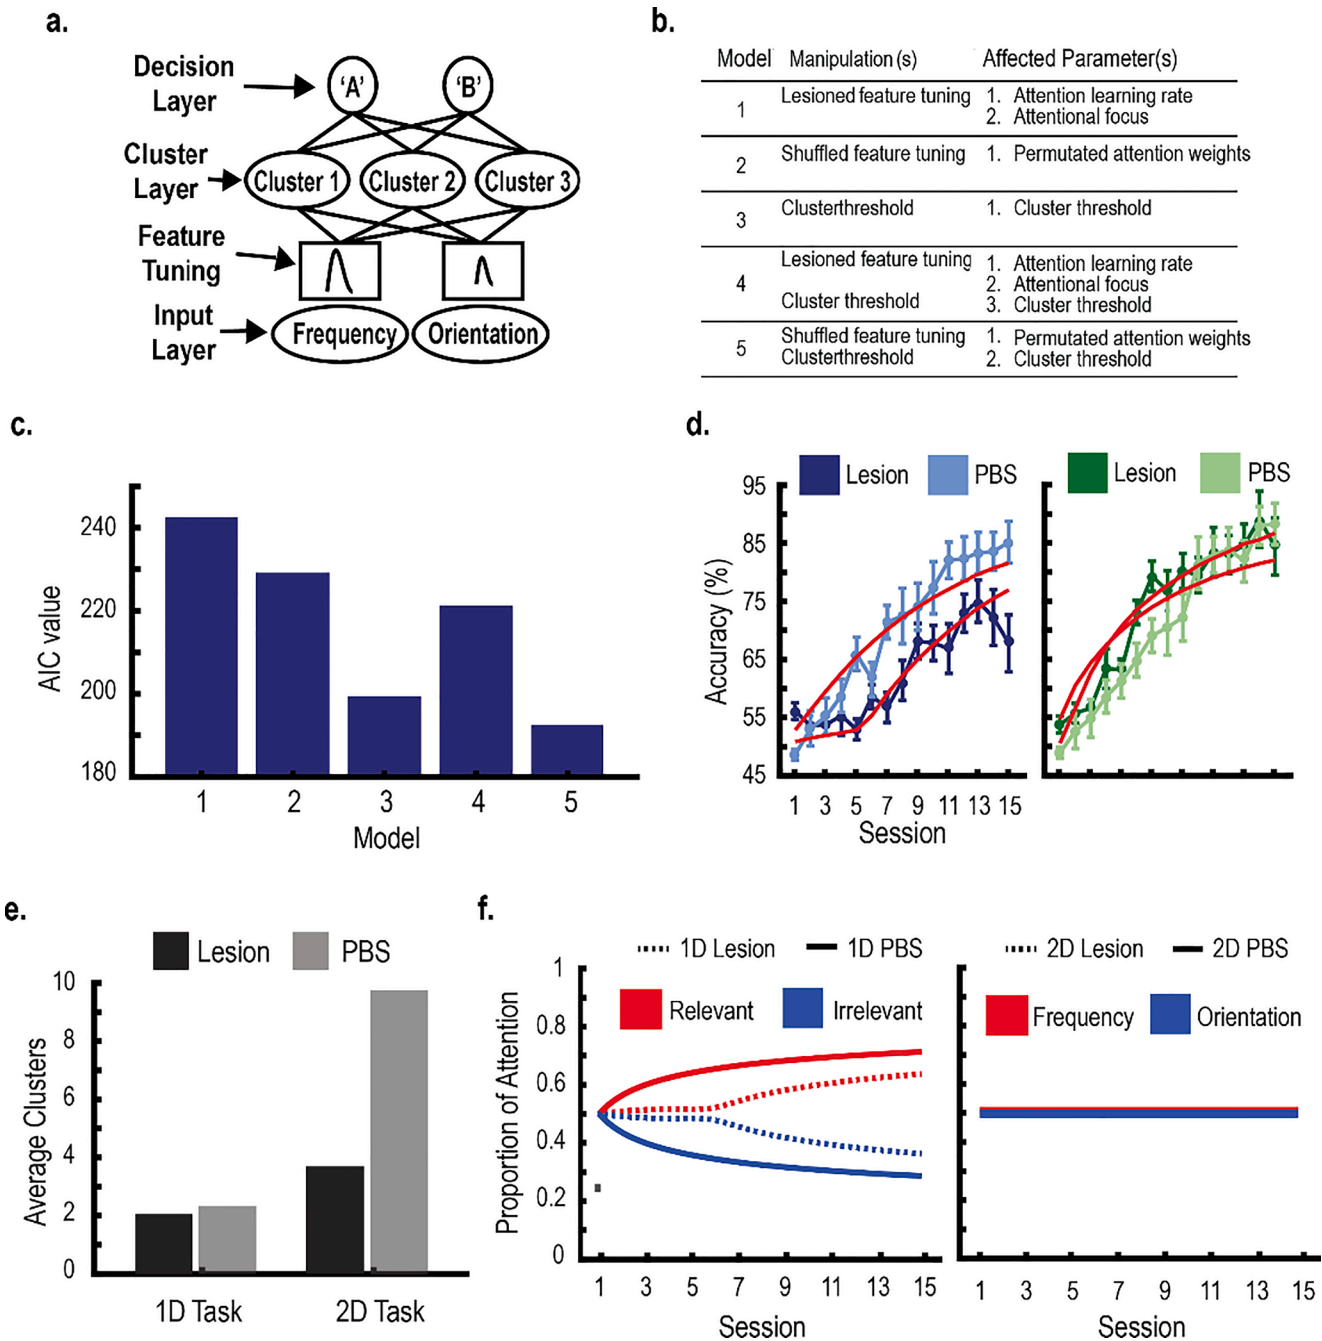 a.
Decision
Layer
'A'
'B'
Cluster
Layer
Cluster 1
Cluster 2
Cluster 3
Feature
Tuning
Input
Layer
Frequency
Orientation
b.
Model Manipulation (s) Affected Parameter(s)
1 Lesioned feature tuning 1. Attention learning rate
2. Attentional focus
2 Shuffled feature tuning 1. Permutated attention weights
3 Clusterthreshold 1. Cluster threshold
4 Lesioned feature tuning 1. Attention learning rate
2. Attentional focus
Cluster threshold 3. Cluster threshold
5 Shuffled feature tuning 1. Permutated attention weights
Clusterthreshold 2. Cluster threshold
c.
AIC value
240
220
200
180
1 2 3 4 5
Model
d.
Lesion PBS
Lesion PBS
Accuracy (%)
95
85
75
65
55
45
1 3 5 7 9 11 13 15
Session
e.
Lesion PBS
Average Clusters
10
8
6
4
2
0
1D Task 2D Task
f.
1D Lesion 1D PBS
Relevant Irrelevant
Proportion of Attention
1
0.8
0.6
0.4
0.2
0
1 3 5 7 9 11 13 15
Session
2D Lesion 2D PBS
Frequency Orientation
1 3 5 7 9 11 13 15
Session